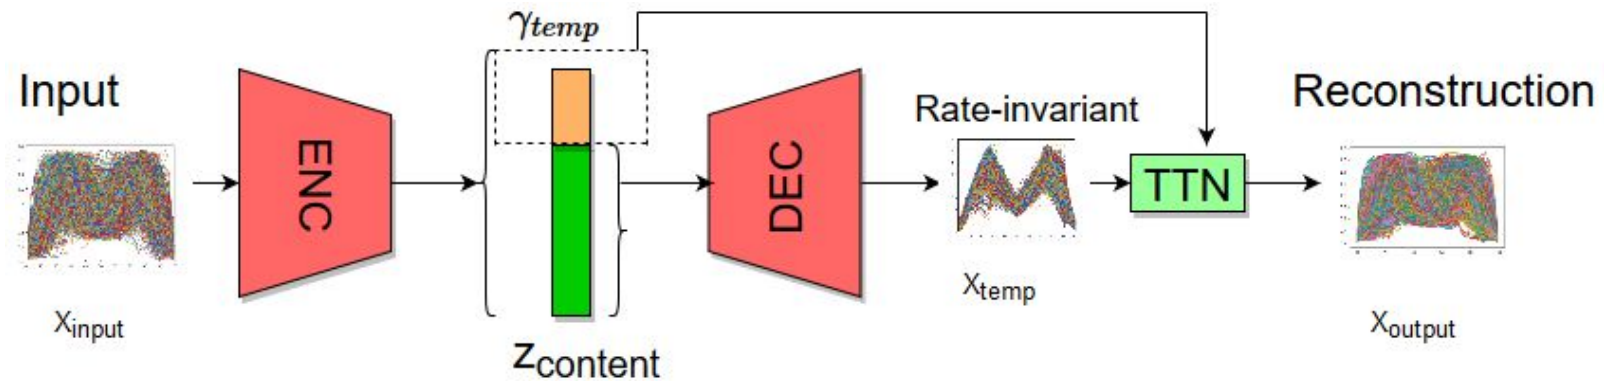 γtemp
Input
ENC
DEC
Rate-invariant
TTN
Reconstruction
Xinput
Zcontent
Xtemp
Xoutput